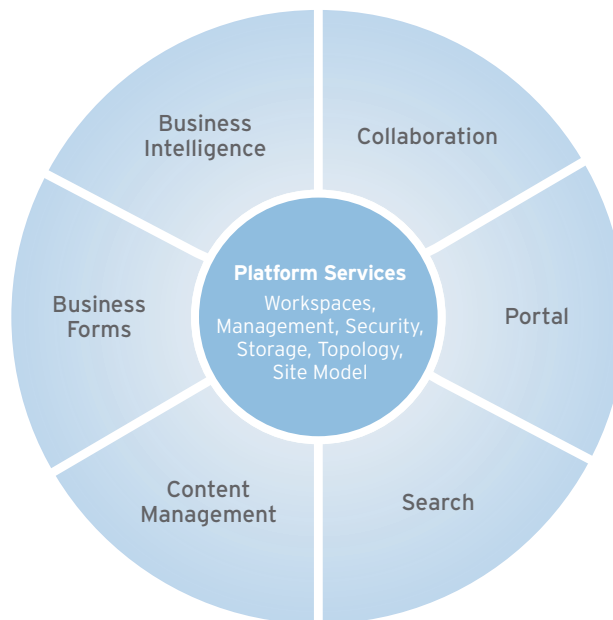 Business
Intelligence
Collaboration
Platform Services
Workspaces,
Management, Security,
Storage, Topology,
Site Model
Business
Forms
Portal
Content
Management
Search